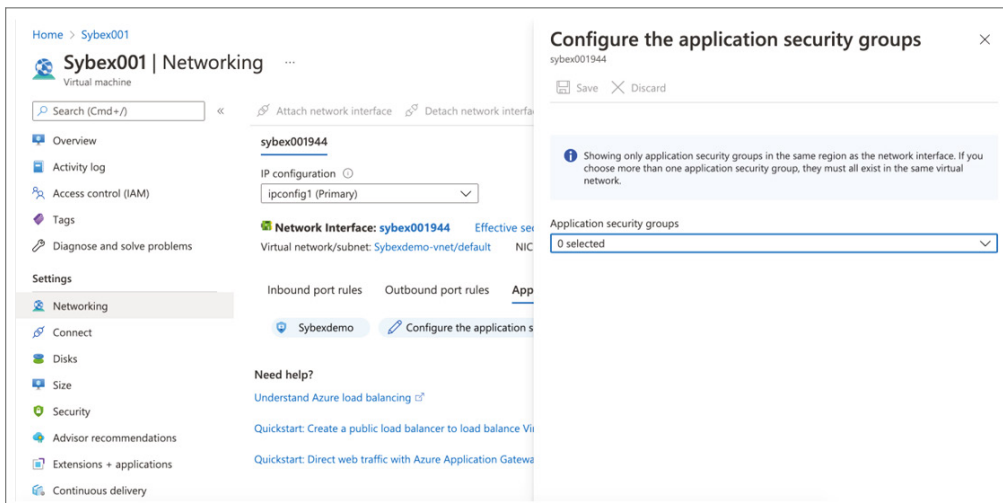 Home > Sybex001
Sybex001 | Networking ...
Virtual machine
Search (Cmd+/)
«
Overview
Activity log
Access control (IAM)
Tags
Diagnose and solve problems
Settings
Networking
Connect
Disks
Size
Security
Advisor recommendations
Extensions + applications
Continuous delivery
Attach network interface Detach network interfa
sybex001944
IP configuration
ipconfig1 (Primary)
Network Interface: sybex001944 Effective sec
Virtual network/subnet: Sybexdemo-vnet/default NIC
Inbound port rules Outbound port rules App
Sybexdemo Configure the application s
Need help?
Understand Azure load balancing
Quickstart: Create a public load balancer to load balance Vi
Quickstart: Direct web traffic with Azure Application Gatewa
Configure the application security groups
sybex001944
Save Discard
Showing only application security groups in the same region as the network interface. If you
choose more than one application security group, they must all exist in the same virtual
network.
Application security groups
0 selected